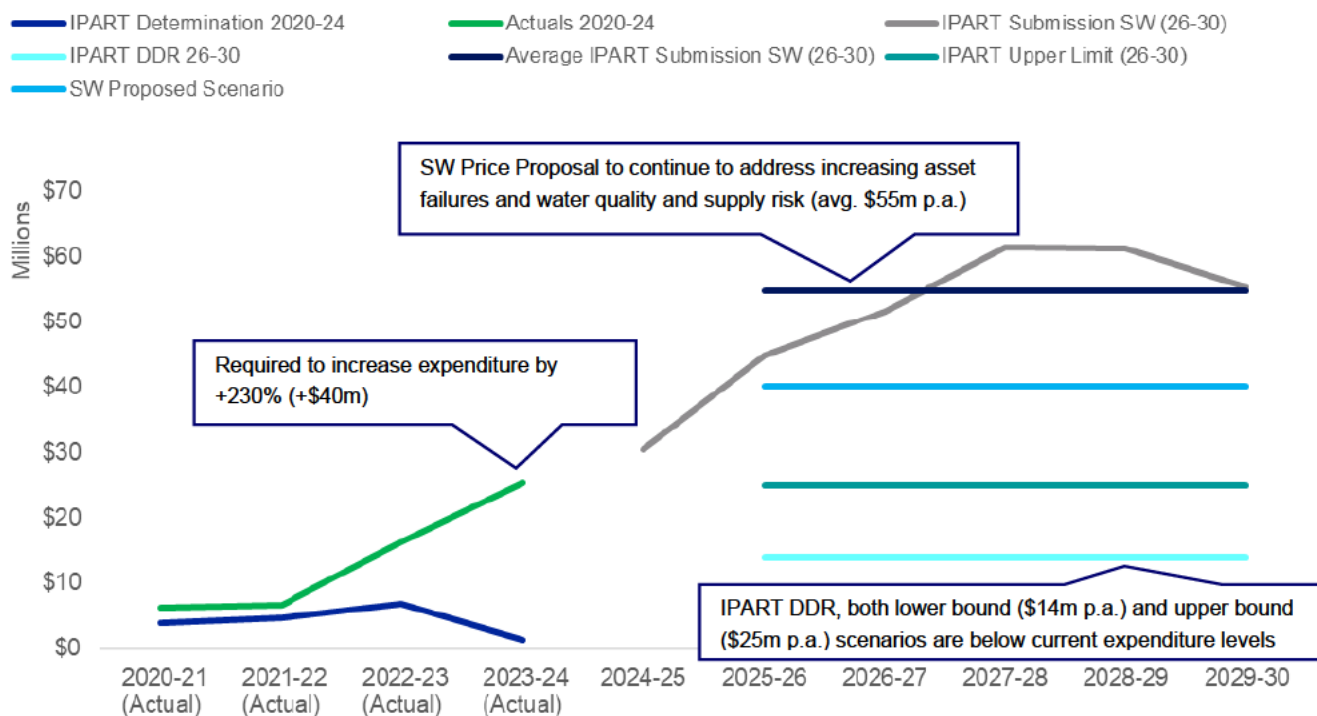 IPART Determination 2020-24
Actuals 2020-24
IPART Submission SW (26-30)
IPART DDR 26-30
Average IPART Submission SW (26-30)
IPART Upper Limit (26-30)
SW Proposed Scenario
Millions
$70
$60
$50
$40
$30
$20
$10
$0
SW Price Proposal to continue to address increasing asset
failures and water quality and supply risk (avg. $55m p.a.)
Required to increase expenditure by
+230% (+$40m)
IPART DDR, both lower bound ($14m p.a.) and upper bound
($25m p.a.) scenarios are below current expenditure levels
2020-21
(Actual)
2021-22
(Actual)
2022-23
(Actual)
2023-24
(Actual)
2024-25
2025-26
2026-27
2027-28
2028-29
2029-30